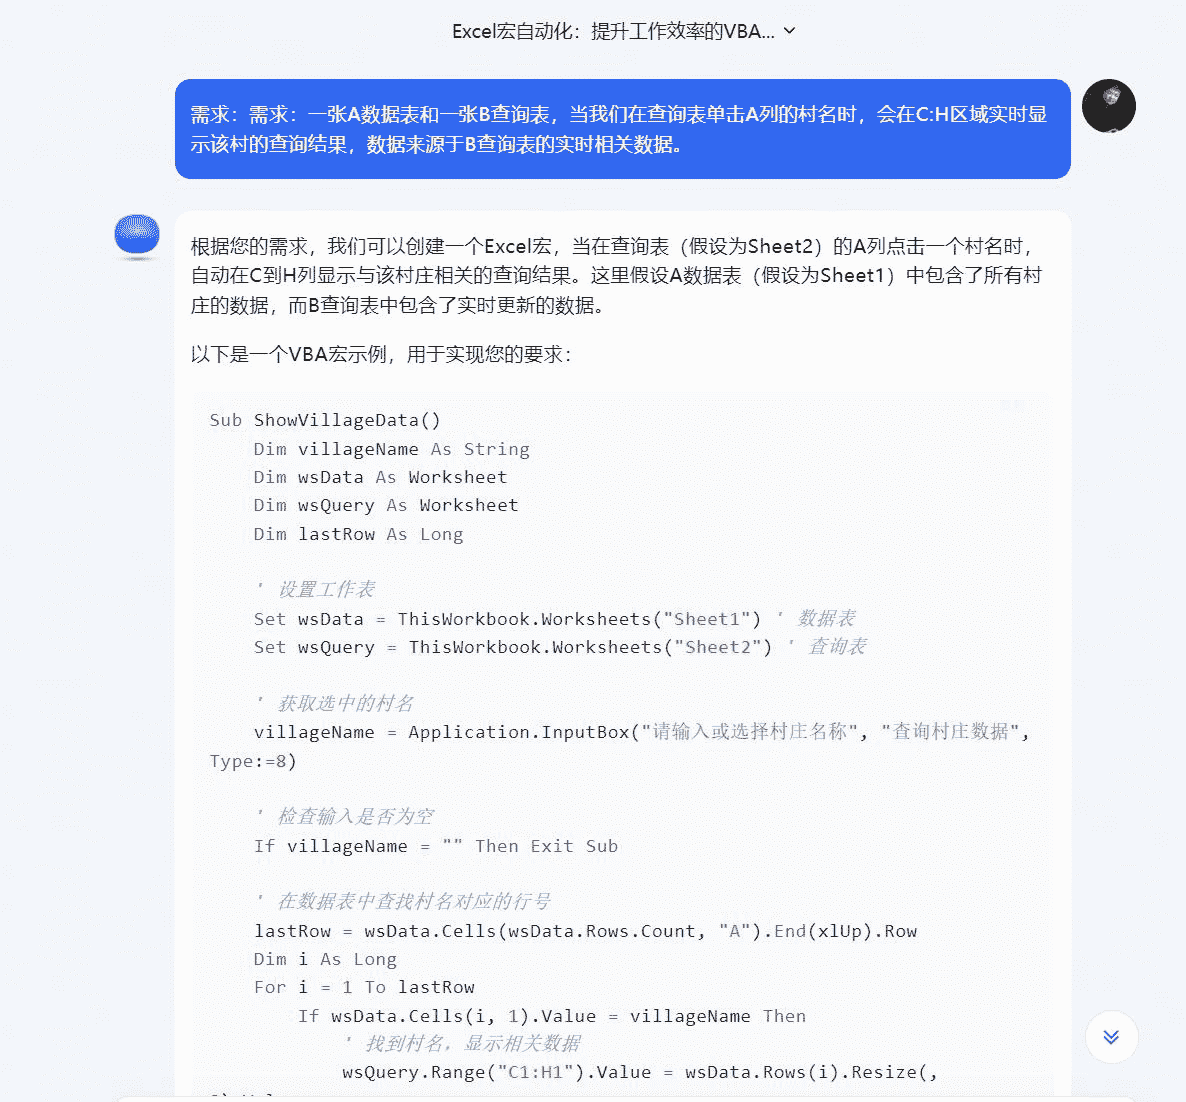 Excel宏自动化：提升工作效率的VBA...
需求：需求：一张A数据表和一张B查询表，当我们在查询表单击A列的村名时，会在C:H区域实时显
示该村的查询结果，数据来源于B查询表的实时相关数据。
根据您的需求，我们可以创建一个Excel宏，当在查询表（假设为Sheet2）的A列点击一个村名时，
自动在C到H列显示与该村庄相关的查询结果。这里假设A数据表（假设为Sheet1）中包含了所有村
庄的数据，而B查询表中包含了实时更新的数据。
以下是一个VBA宏示例，用于实现您的要求：
Sub ShowVillageData()
    Dim villageName As String
    Dim wsData As Worksheet
    Dim wsQuery As Worksheet
    Dim lastRow As Long
    ' 设置工作表
    Set wsData = ThisWorkbook.Worksheets("Sheet1") ' 数据表
    Set wsQuery = ThisWorkbook.Worksheets("Sheet2") ' 查询表
    ' 获取选中的村名
    villageName = Application.InputBox("请输入或选择村庄名称", "查询村庄数据",
Type:=8)
    ' 检查输入是否为空
    If villageName = "" Then Exit Sub
    ' 在数据表中查找村名对应的行号
    lastRow = wsData.Cells(wsData.Rows.Count, "A").End(xlUp).Row
    Dim i As Long
    For i = 1 To lastRow
        If wsData.Cells(i, 1).Value = villageName Then
            ' 找到村名，显示相关数据
            wsQuery.Range("C1:H1").Value = wsData.Rows(i).Resize(,